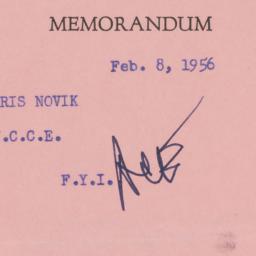 MEMORANDUM
Feb. 8, 1956
RIS NOVIK
.C.C.E.
F.Y.I.